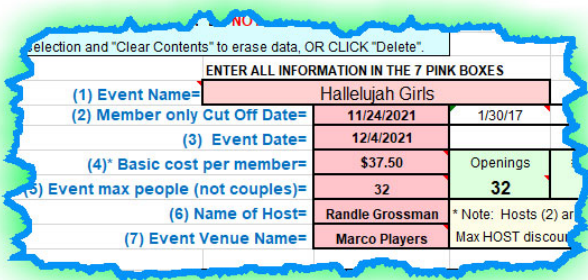 NO
selection and "Clear Contents" to erase data, OR CLICK "Delete".
ENTER ALL INFORMATION IN THE 7 PINK BOXES
(1) Event Name= Hallelujah Girls
(2) Member only Cut Off Date= 11/24/2021 1/30/17
(3) Event Date= 12/4/2021
(4)* Basic cost per member= $37.50 Openings
(5) Event max people (not couples)= 32 32
(6) Name of Host= Randle Grossman * Note: Hosts (2) ar
(7) Event Venue Name= Marco Players Max HOST discou